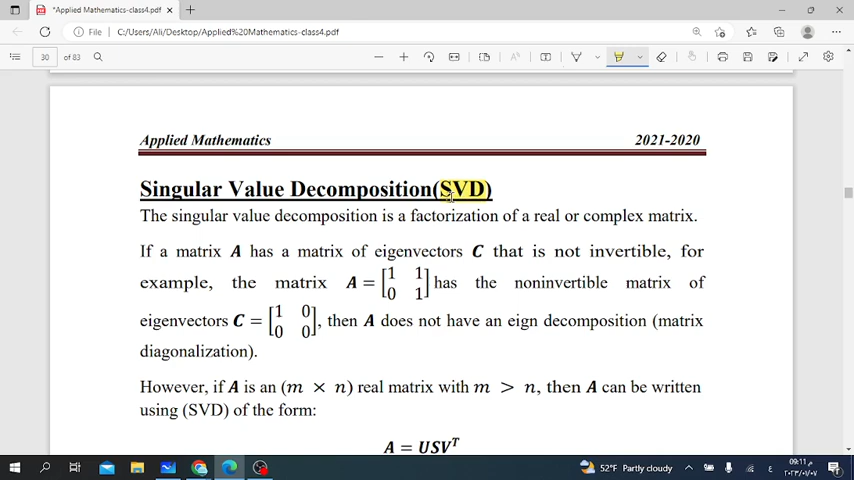 *Applied Mathematics-class4.pdf
File
C:/Users/Ali/Desktop/Applied%20Mathematics-class4.pdf
30 of 83
Applied Mathematics 2021-2020
Singular Value Decomposition(SVD)
The singular value decomposition is a factorization of a real or complex matrix.
If a matrix A has a matrix of eigenvectors C that is not invertible, for
example, the matrix A = [1 1; 0 1] has the noninvertible matrix of
eigenvectors C = [1 0; 0 0], then A does not have an eign decomposition (matrix
diagonalization).
However, if A is an (m × n) real matrix with m > n, then A can be written
using (SVD) of the form:
A = USVᵀ
52°F Partly cloudy
ع
09:11 م